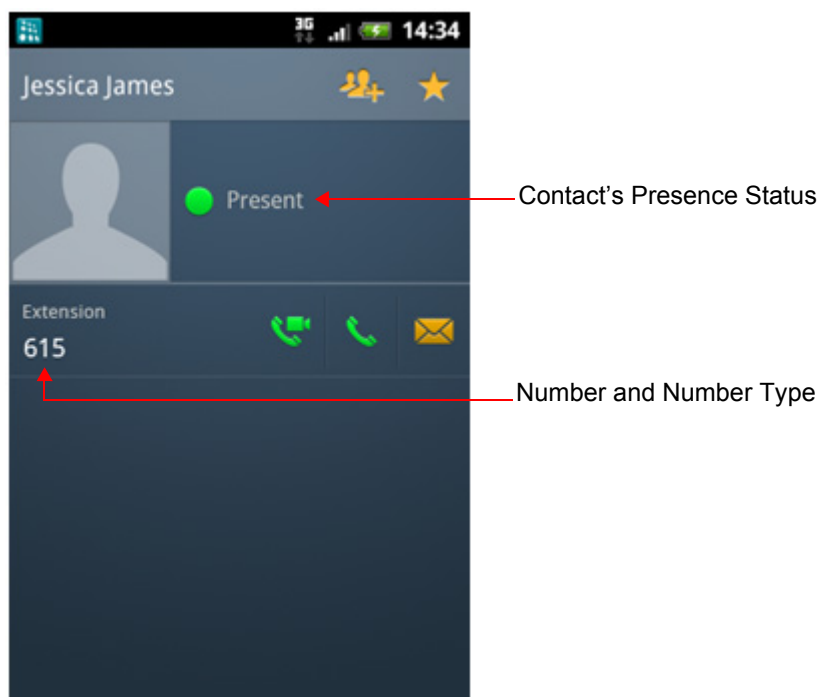 3G 14:34
Jessica James
Present
Contact’s Presence Status
Extension
615
Number and Number Type